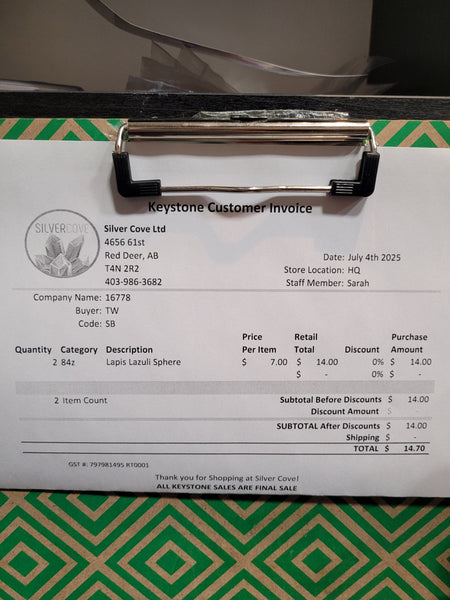 Keystone Customer Invoice
SILVERCOVE
Silver Cove Ltd
4656 61st
Red Deer, AB
T4N 2R2
403-986-3682
Date: July 4th 2025
Store Location: HQ
Staff Member: Sarah
Company Name: 16778
Buyer: TW
Code: SB
Quantity Category Description Price Per Item Retail Total Discount Purchase Amount
2 84z Lapis Lazuli Sphere $ 7.00 $ 14.00 0% $ 14.00
$ - 0% $ -
2 Item Count Subtotal Before Discounts $ 14.00
Discount Amount $ -
SUBTOTAL After Discounts $ 14.00
Shipping $ -
TOTAL $ 14.70
GST #: 797981495 RT0001
Thank you for Shopping at Silver Cove!
ALL KEYSTONE SALES ARE FINAL SALE